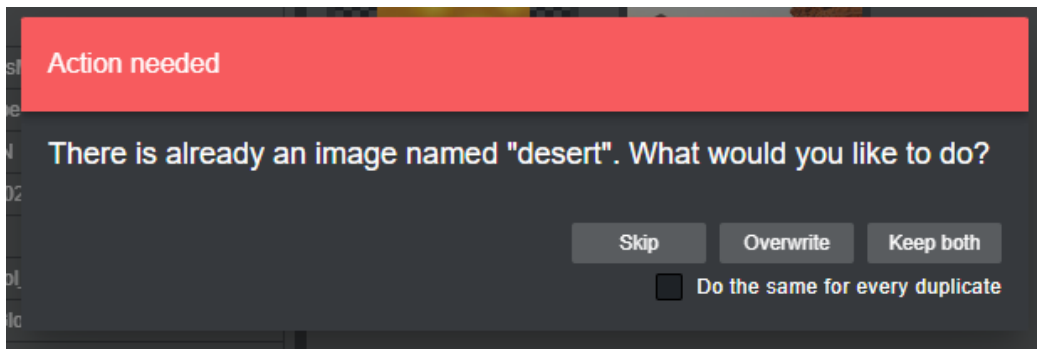 Action needed
There is already an image named "desert". What would you like to do?
Skip Overwrite Keep both
Do the same for every duplicate